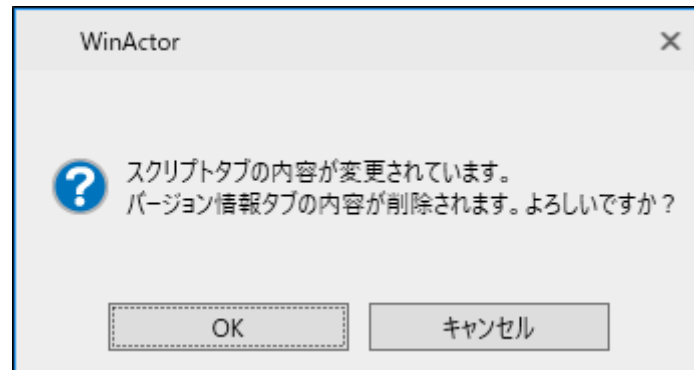 WinActor
スクリプトタブの内容が変更されています。
バージョン情報タブの内容が削除されます。よろしいですか？
OK
キャンセル